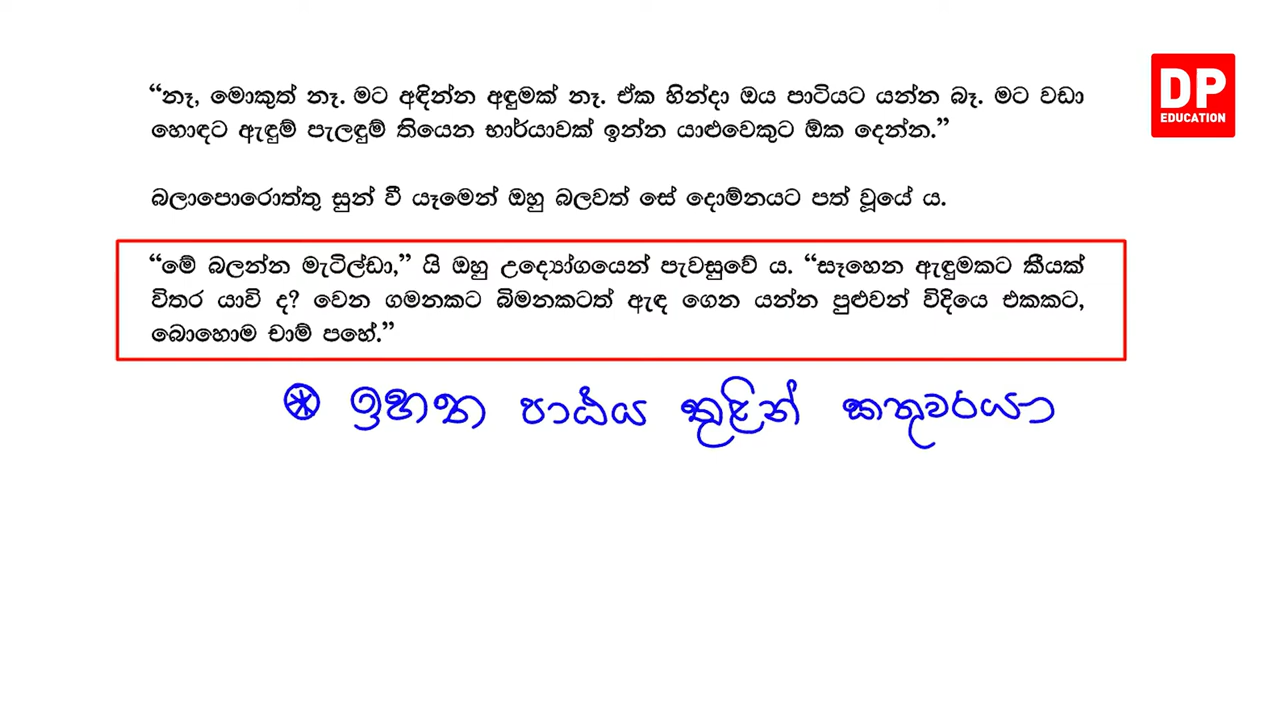 DP
EDUCATION
“නෑ, මොකුත් නෑ. මට අඳින්න අඳුමක් නෑ. ඒක හින්දා ඔය පාටියට යන්න බෑ. මට වඩා
හොඳට ඇඳුම් පැලඳුම් තියෙන භාර්යාවක් ඉන්න යාළුවෙකුට ඕක දෙන්න.”
බලාපොරොත්තු සුන් වී යෑමෙන් ඔහු බලවත් සේ දොම්නයට පත් වූයේ ය.
“මේ බලන්න මැටිල්ඩා,” යි ඔහු උද්‍යෝගයෙන් පැවසුවේ ය. “සෑහෙන ඇඳුමකට කීයක්
විතර යාවි ද? වෙන ගමනකට බිමනකටත් ඇඳ ගෙන යන්න පුළුවන් විදියෙ එකකට,
බොහොම චාම් පහේ.”
ඉහත පාඨය තුළින් කතුවරයා